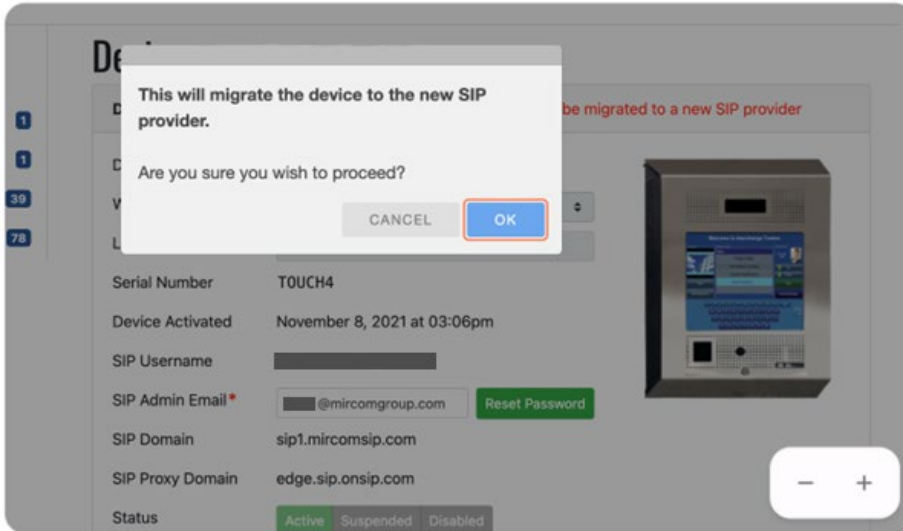 De
This will migrate the device to the new SIP
provider.
be migrated to a new SIP provider
Are you sure you wish to proceed?
CANCEL OK
1
1
39
78
D
D
W
L
Serial Number TOUCH4
Device Activated November 8, 2021 at 03:06pm
SIP Username
SIP Admin Email* @mircomgroup.com Reset Password
SIP Domain sip1.mircomsip.com
SIP Proxy Domain edge.sip.onsip.com
Status Active Suspended Disabled
− +